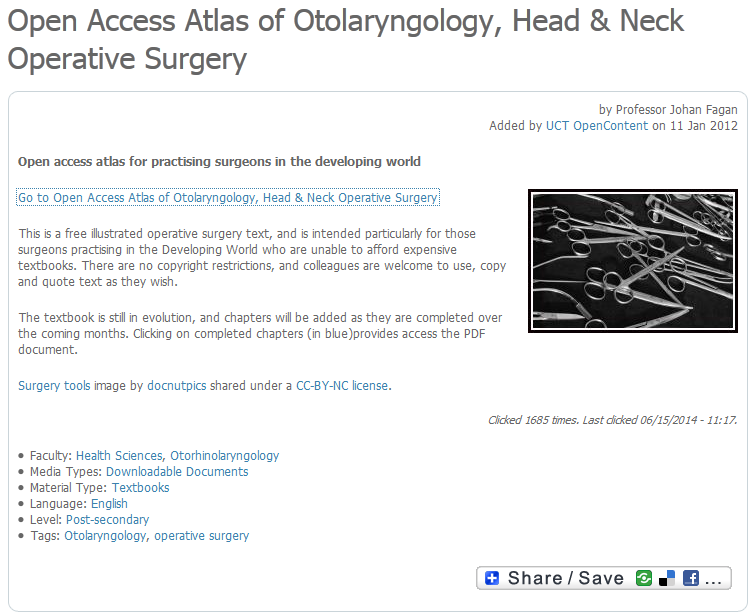 Open Access Atlas of Otolaryngology, Head & Neck
Operative Surgery
by Professor Johan Fagan
Added by UCT OpenContent on 11 Jan 2012
Open access atlas for practising surgeons in the developing world
Go to Open Access Atlas of Otolaryngology, Head & Neck Operative Surgery
This is a free illustrated operative surgery text, and is intended particularly for those
surgeons practising in the Developing World who are unable to afford expensive
textbooks. There are no copyright restrictions, and colleagues are welcome to use, copy
and quote text as they wish.
The textbook is still in evolution, and chapters will be added as they are completed over
the coming months. Clicking on completed chapters (in blue)provides access the PDF
document.
Surgery tools image by docnutpics shared under a CC-BY-NC license.
Clicked 1685 times. Last clicked 06/15/2014 - 11:17.
• Faculty: Health Sciences, Otorhinolaryngology
• Media Types: Downloadable Documents
• Material Type: Textbooks
• Language: English
• Level: Post-secondary
• Tags: Otolaryngology, operative surgery
Share / Save ...